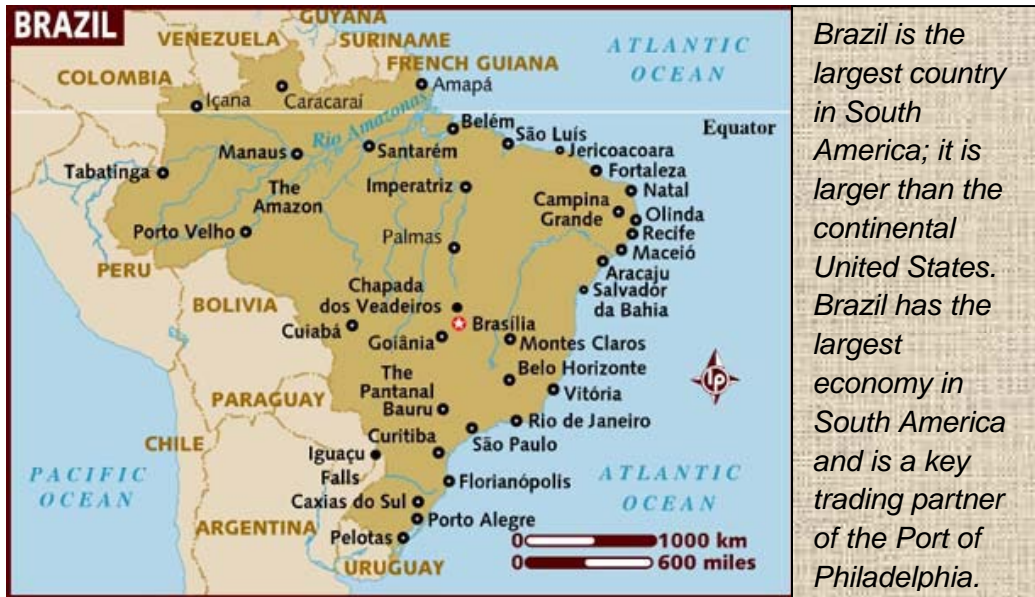 BRAZIL
GUYANA
VENEZUELA
SURINAME
COLOMBIA
FRENCH GUIANA
ATLANTIC
OCEAN
Içana
Caracaraí
Amapá
Rio Amazonas
Belém
São Luís
Equator
Manaus
Santarém
Jericoacoara
Tabatinga
Fortaleza
The
Amazon
Imperatriz
Natal
Campina
Grande
Olinda
Porto Velho
Recife
Palmas
Maceió
PERU
Aracaju
BOLIVIA
Chapada
dos Veadeiros
Salvador
da Bahia
Cuiabá
Brasília
Goiânia
Montes Claros
The
Pantanal
Belo Horizonte
Vitória
PARAGUAY
Bauru
Rio de Janeiro
CHILE
Curitiba
São Paulo
Iguaçu
Falls
PACIFIC
OCEAN
Florianópolis
ATLANTIC
OCEAN
Caxias do Sul
ARGENTINA
Porto Alegre
Pelotas
URUGUAY
0 1000 km
0 600 miles
lp
Brazil is the
largest country
in South
America; it is
larger than the
continental
United States.
Brazil has the
largest
economy in
South America
and is a key
trading partner
of the Port of
Philadelphia.